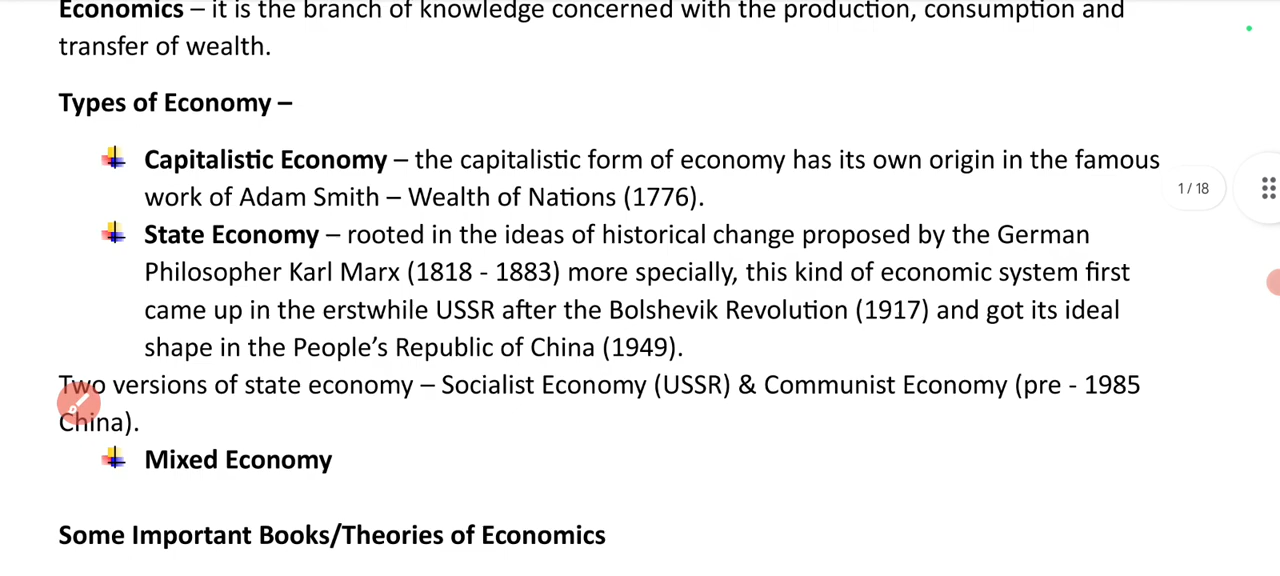 Economics – it is the branch of knowledge concerned with the production, consumption and
transfer of wealth.
Types of Economy –
Capitalistic Economy – the capitalistic form of economy has its own origin in the famous
work of Adam Smith – Wealth of Nations (1776).
1 / 18
State Economy – rooted in the ideas of historical change proposed by the German
Philosopher Karl Marx (1818 - 1883) more specially, this kind of economic system first
came up in the erstwhile USSR after the Bolshevik Revolution (1917) and got its ideal
shape in the People’s Republic of China (1949).
Two versions of state economy – Socialist Economy (USSR) & Communist Economy (pre - 1985
China).
Mixed Economy
Some Important Books/Theories of Economics